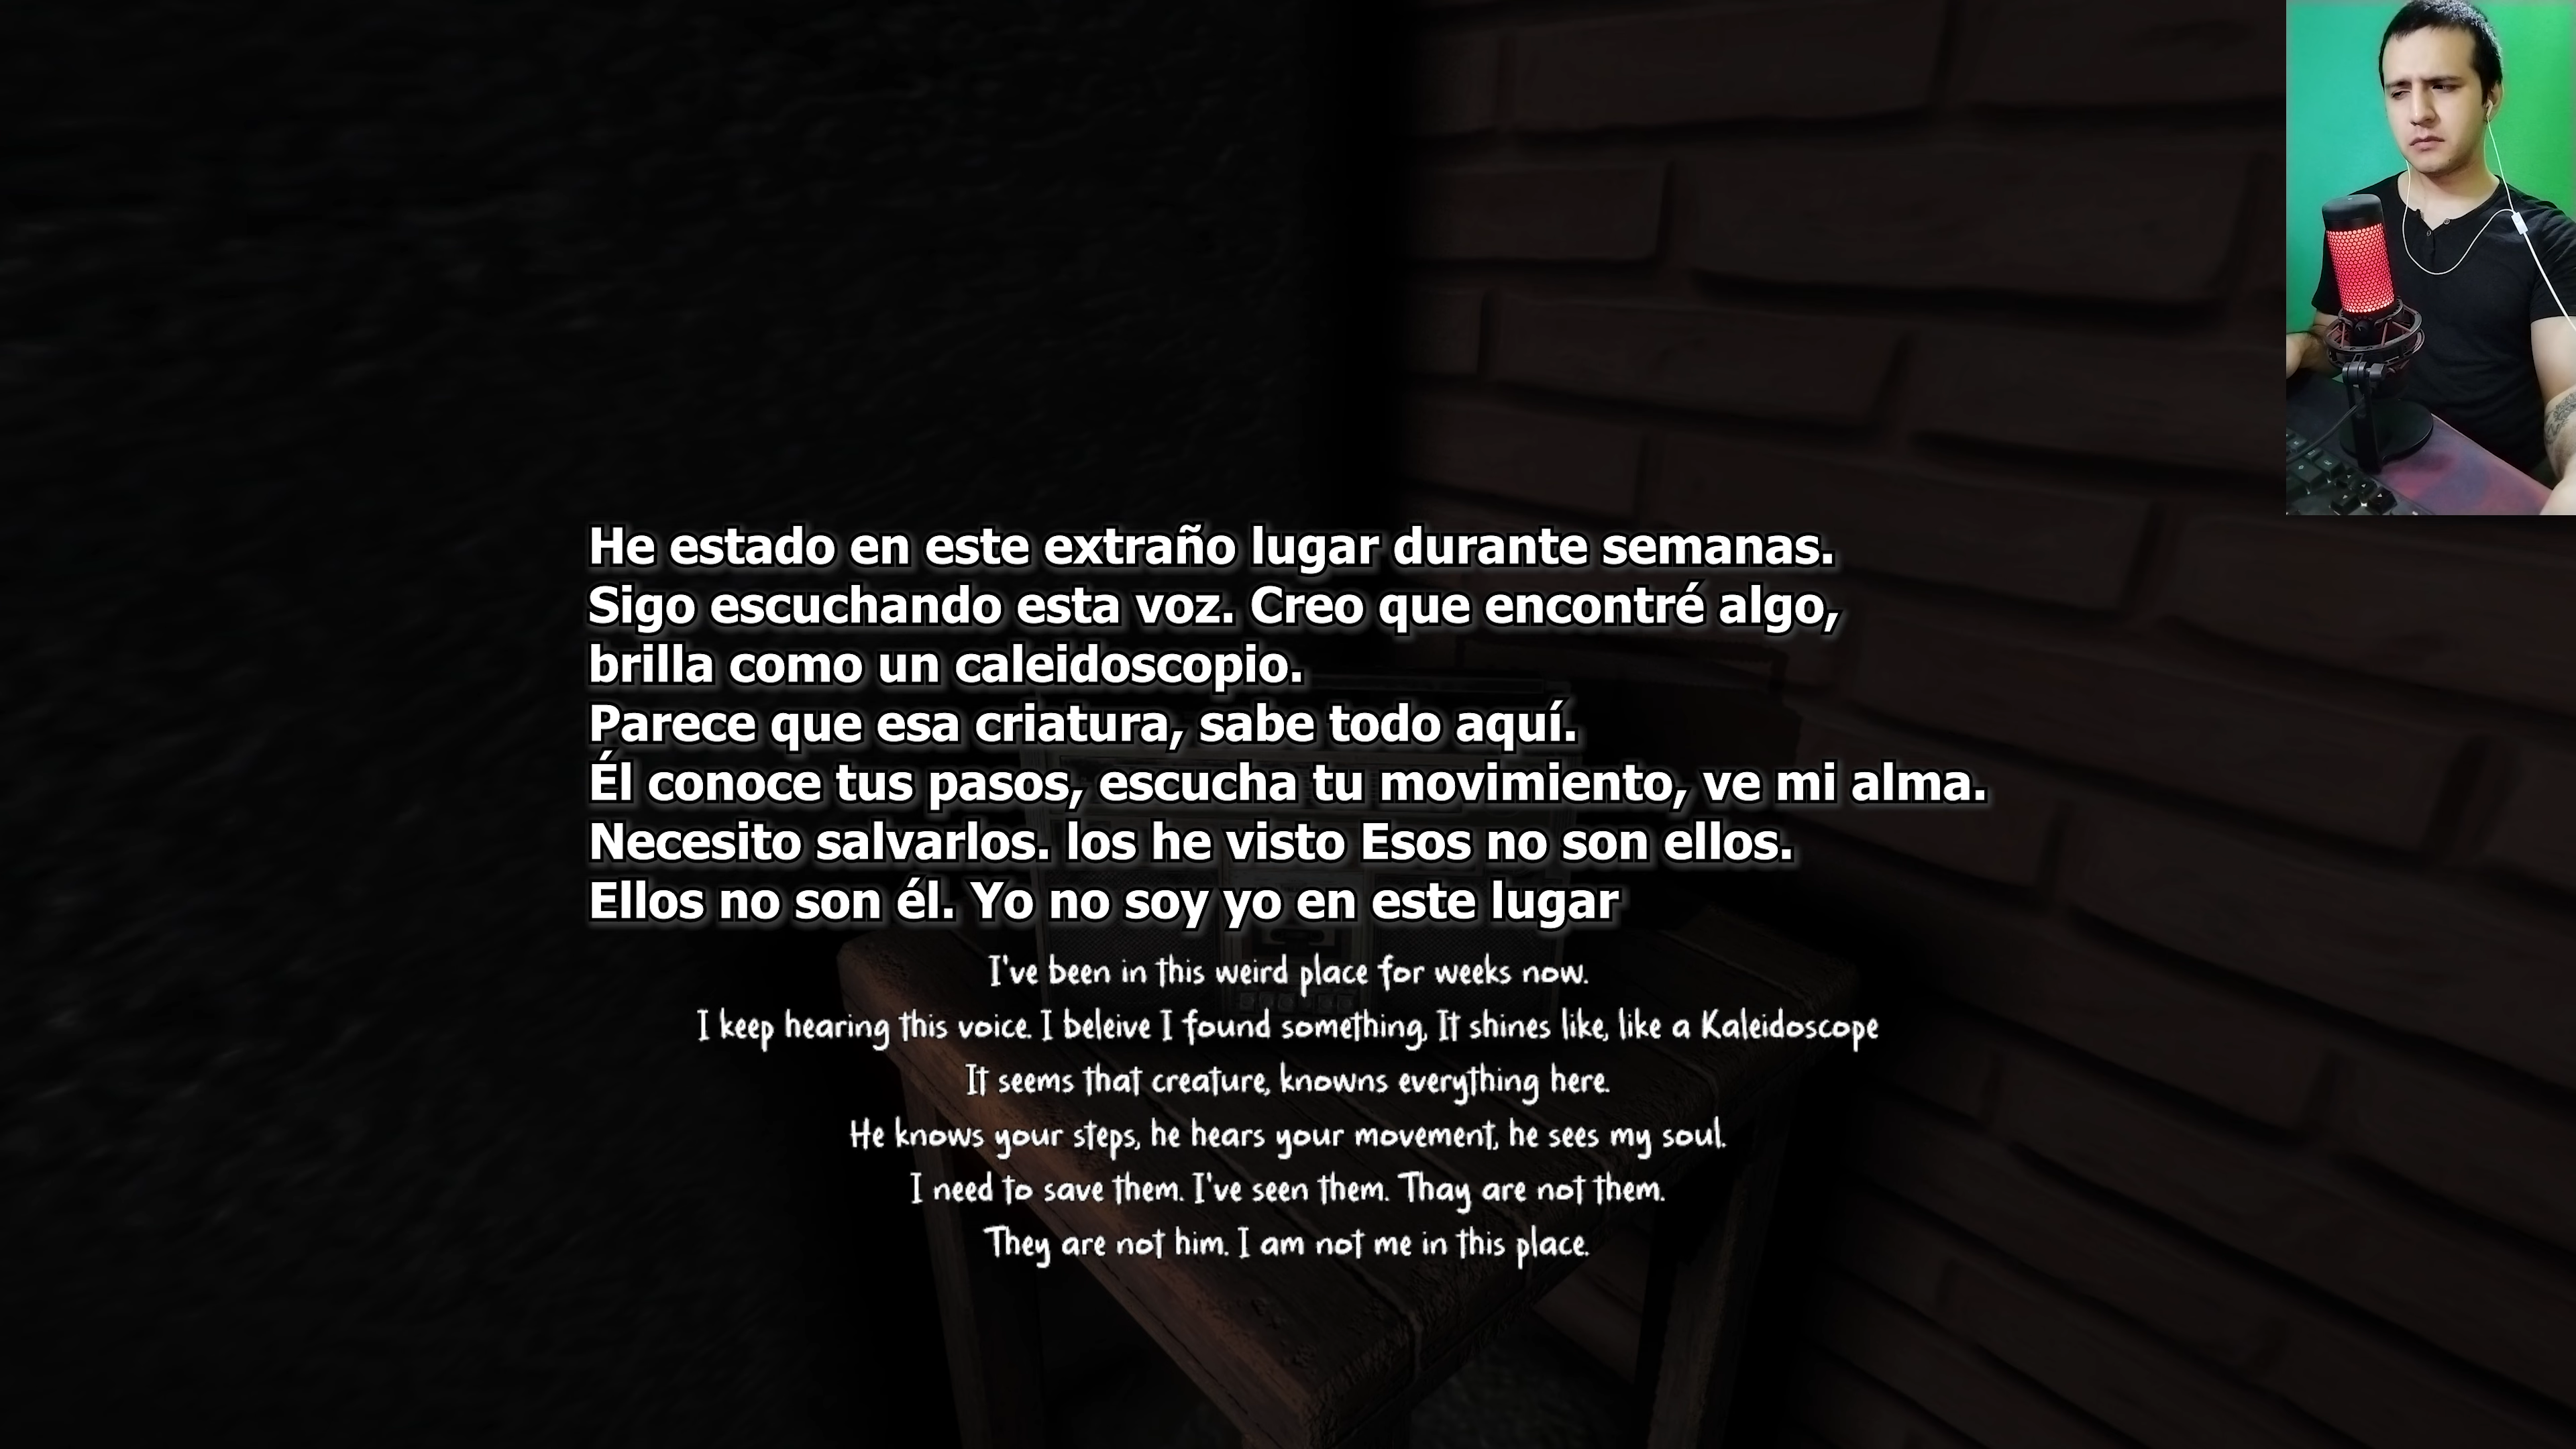 He estado en este extraño lugar durante semanas.
Sigo escuchando esta voz. Creo que encontré algo,
brilla como un caleidoscopio.
Parece que esa criatura, sabe todo aquí.
Él conoce tus pasos, escucha tu movimiento, ve mi alma.
Necesito salvarlos. los he visto Esos no son ellos.
Ellos no son él. Yo no soy yo en este lugar
I've been in this weird place for weeks now.
I keep hearing this voice. I beleive I found something, It shines like, like a Kaleidoscope
It seems that creature, knowns everything here.
He knows your steps, he hears your movement, he sees my soul.
I need to save them. I've seen them. Thay are not them.
They are not him. I am not me in this place.